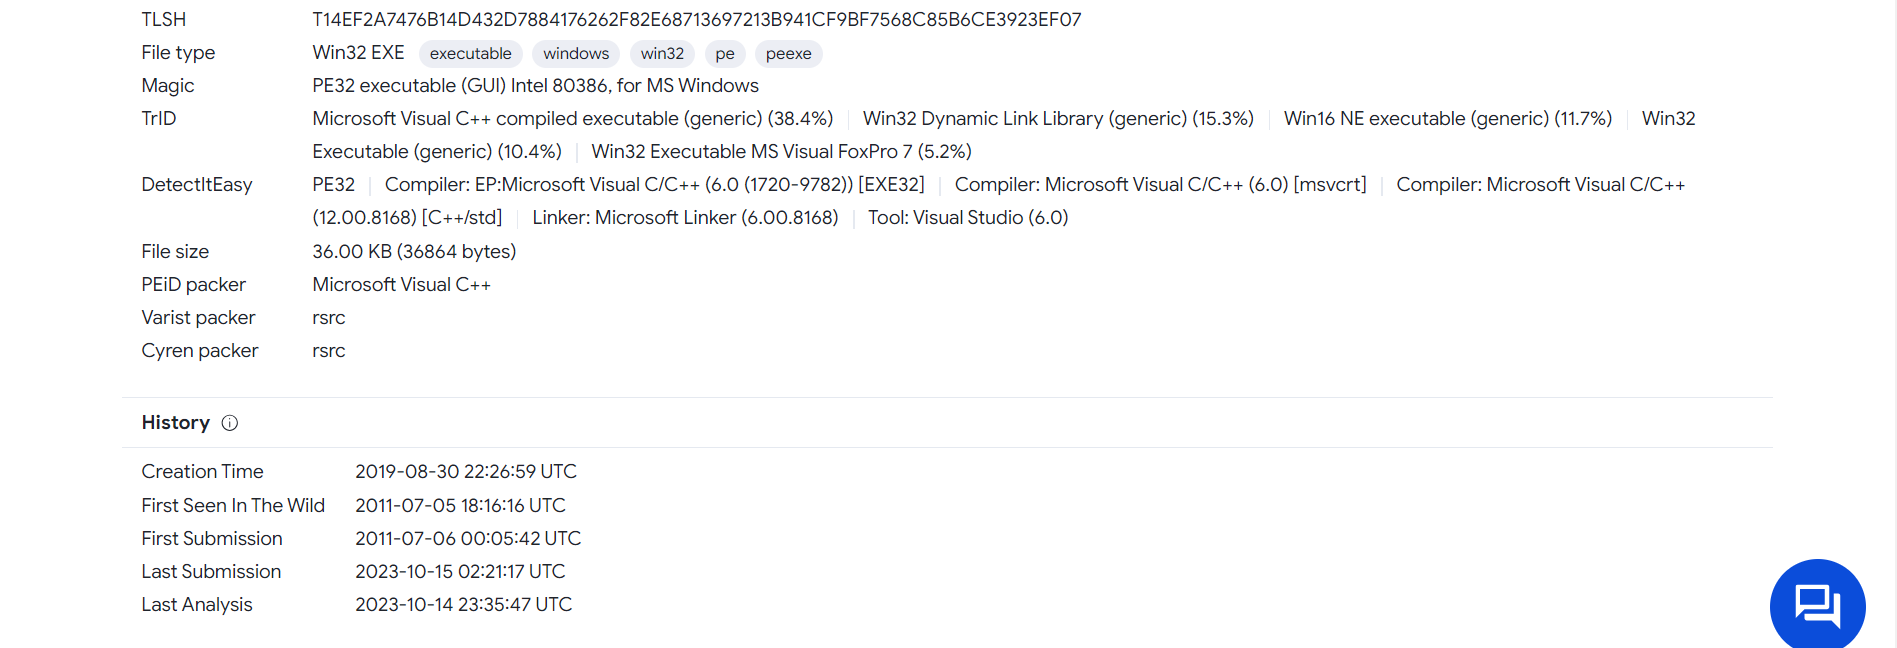 TLSH T14EF2A7476B14D432D7884176262F82E68713697213B941CF9BF7568C85B6CE3923EF07
File type Win32 EXE executable windows win32 pe peexe
Magic PE32 executable (GUI) Intel 80386, for MS Windows
TrID Microsoft Visual C++ compiled executable (generic) (38.4%) Win32 Dynamic Link Library (generic) (15.3%) Win16 NE executable (generic) (11.7%) Win32
Executable (generic) (10.4%) Win32 Executable MS Visual FoxPro 7 (5.2%)
DetectItEasy PE32 Compiler: EP:Microsoft Visual C/C++ (6.0 (1720-9782)) [EXE32] Compiler: Microsoft Visual C/C++ (6.0) [msvcrt] Compiler: Microsoft Visual C/C++
(12.00.8168) [C++/std] Linker: Microsoft Linker (6.00.8168) Tool: Visual Studio (6.0)
File size 36.00 KB (36864 bytes)
PEiD packer Microsoft Visual C++
Varist packer rsrc
Cyren packer rsrc
History
Creation Time 2019-08-30 22:26:59 UTC
First Seen In The Wild 2011-07-05 18:16:16 UTC
First Submission 2011-07-06 00:05:42 UTC
Last Submission 2023-10-15 02:21:17 UTC
Last Analysis 2023-10-14 23:35:47 UTC